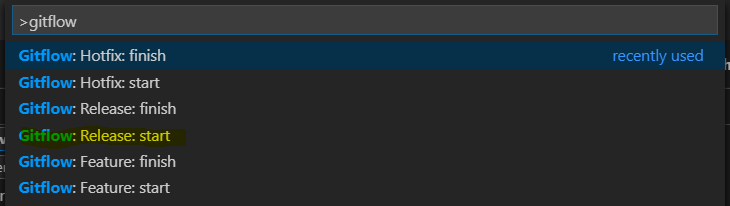 >gitflow
Gitflow: Hotfix: finish recently used
Gitflow: Hotfix: start
Gitflow: Release: finish
Gitflow: Release: start
Gitflow: Feature: finish
Gitflow: Feature: start